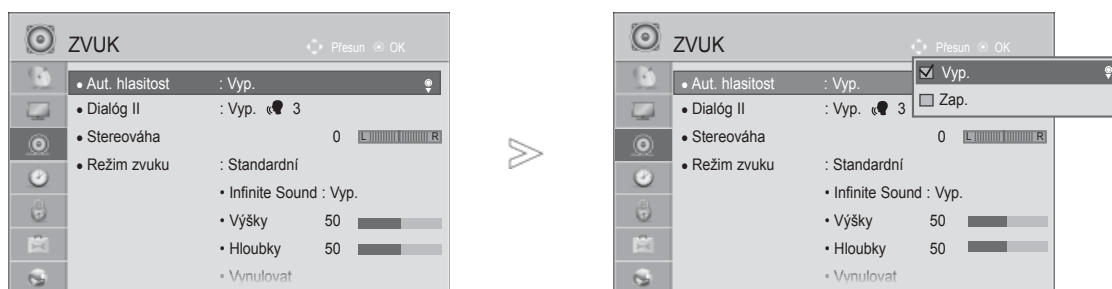 ZVUK
Přesun OK
• Aut. hlasitost : Vyp.
• Dialóg II : Vyp. 3
• Stereováha 0 L R
• Režim zvuku : Standardní
• Infinite Sound : Vyp.
• Výšky 50
• Hloubky 50
• Vynulovat
ZVUK
Přesun OK
• Aut. hlasitost : Vyp.
Vyp.
Zap.
• Dialóg II : Vyp. 3
• Stereováha 0 L R
• Režim zvuku : Standardní
• Infinite Sound : Vyp.
• Výšky 50
• Hloubky 50
• Vynulovat